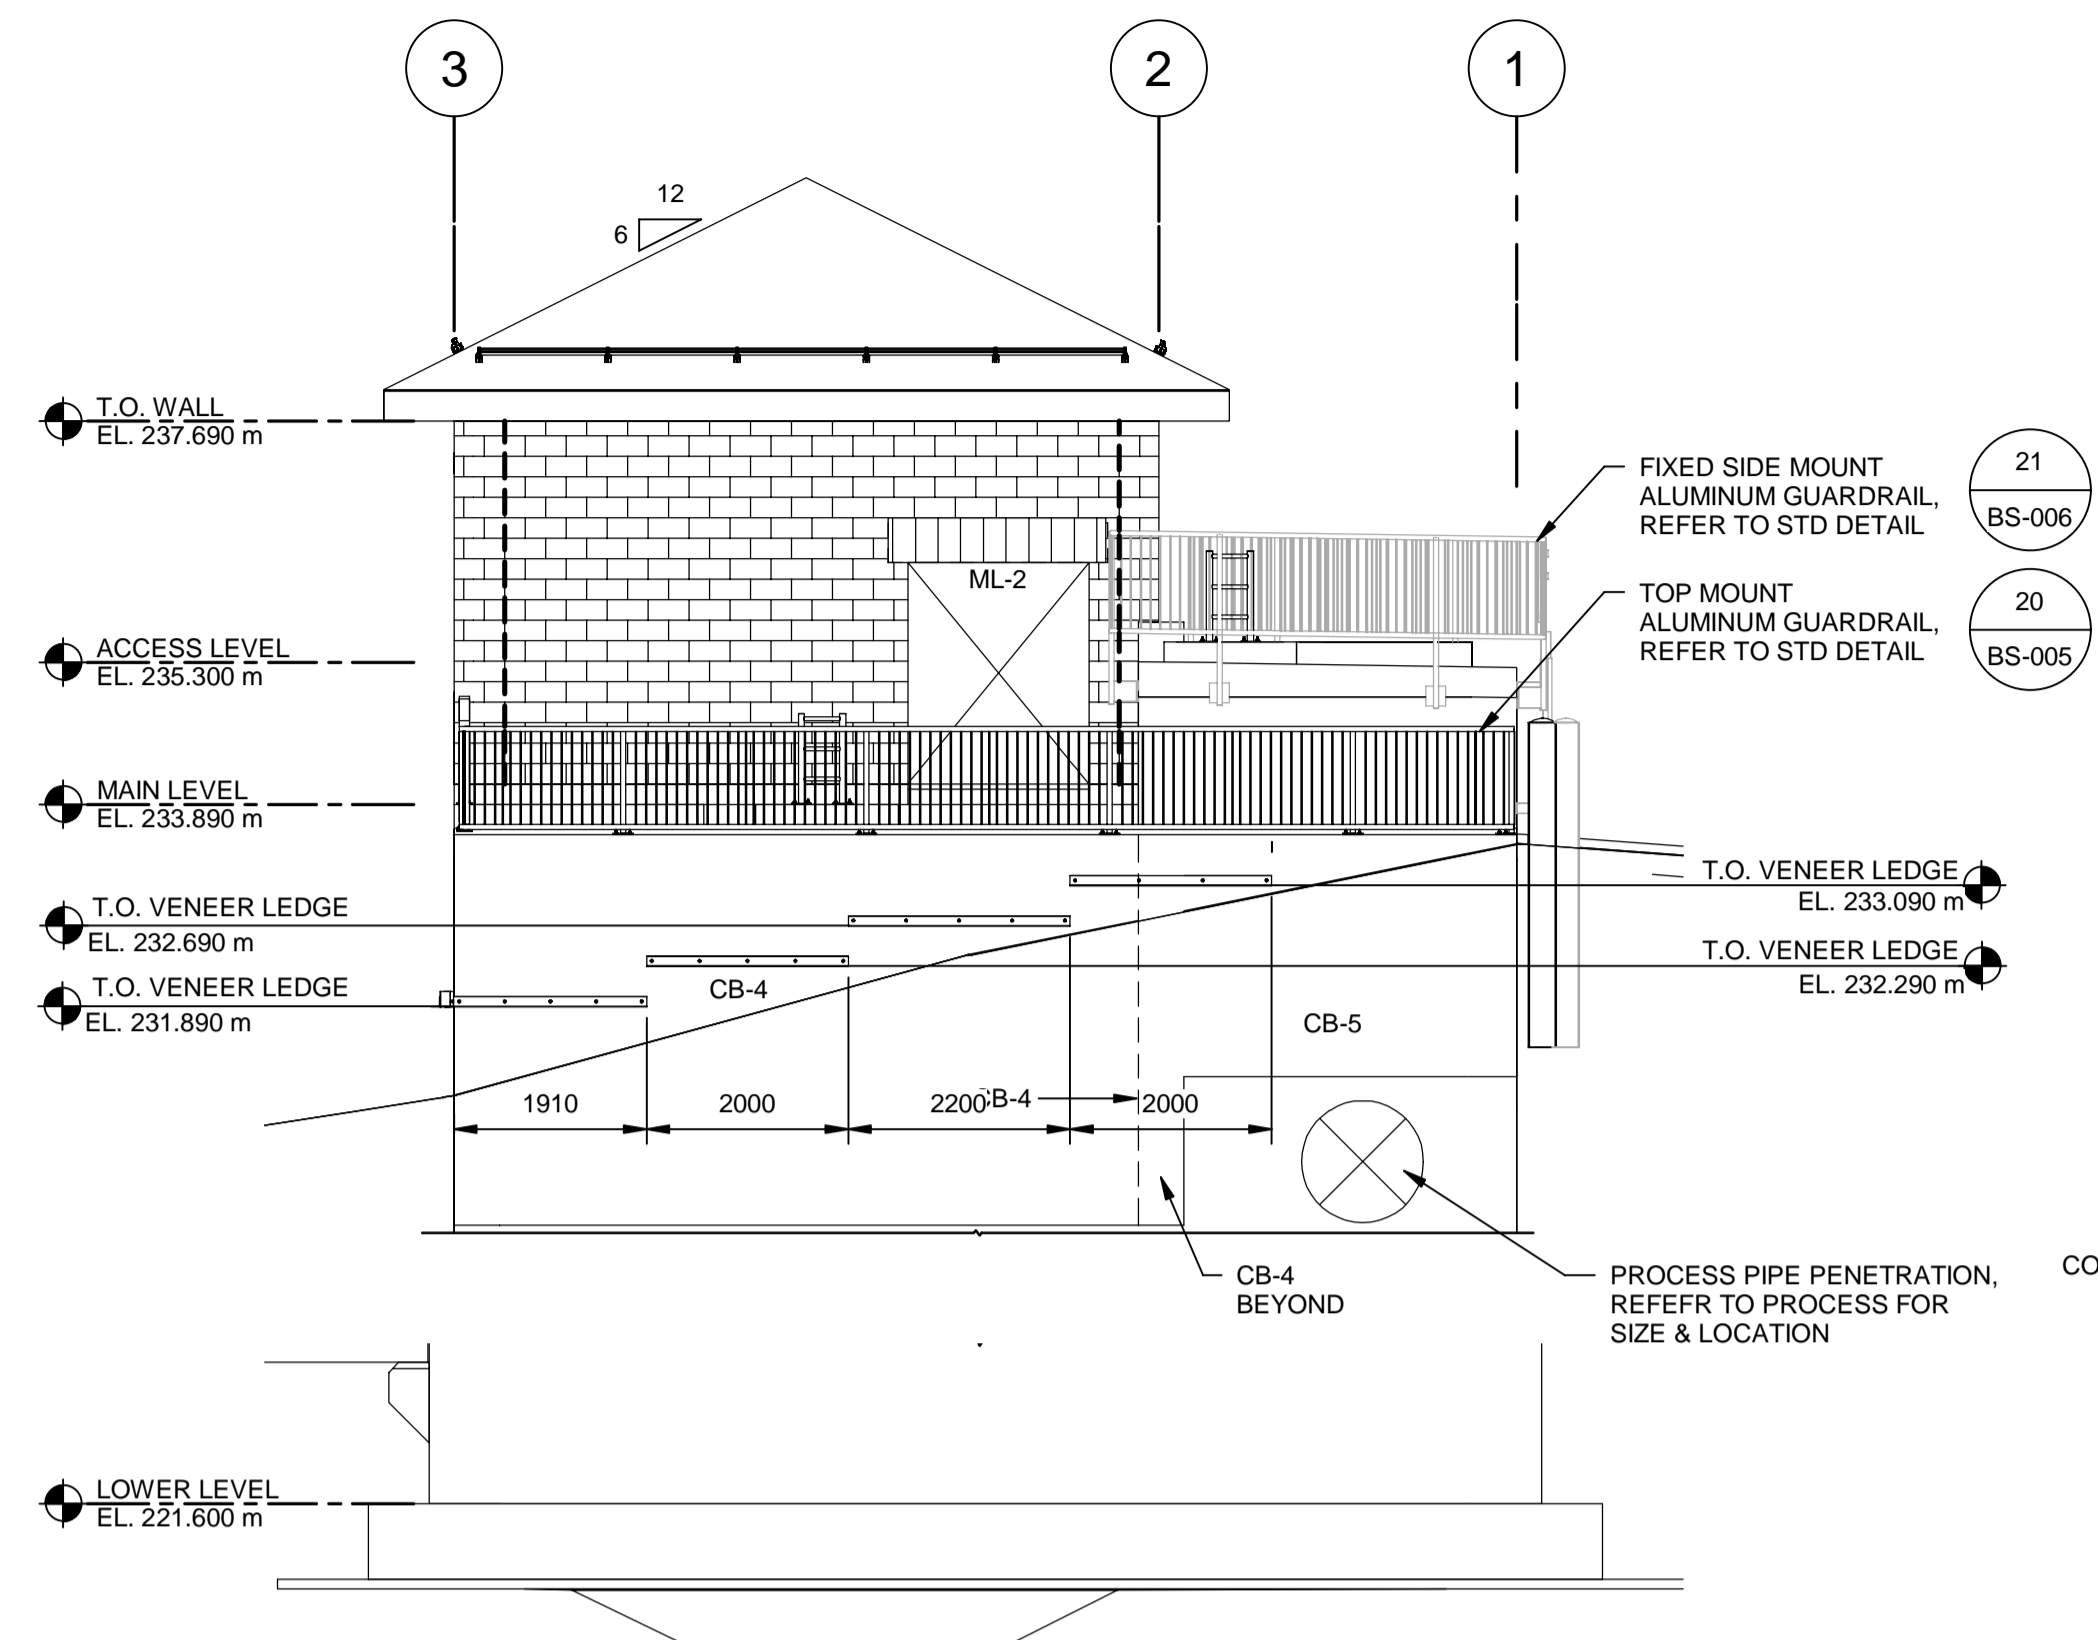 3
2
1
12
6
T.O. WALL
EL. 237.690 m
FIXED SIDE MOUNT
ALUMINUM GUARDRAIL,
REFER TO STD DETAIL
21
BS-006
ML-2
TOP MOUNT
ALUMINUM GUARDRAIL,
REFER TO STD DETAIL
20
BS-005
ACCESS LEVEL
EL. 235.300 m
MAIN LEVEL
EL. 233.890 m
T.O. VENEER LEDGE
EL. 233.090 m
T.O. VENEER LEDGE
EL. 232.690 m
T.O. VENEER LEDGE
EL. 232.290 m
T.O. VENEER LEDGE
EL. 231.890 m
CB-4
CB-5
1910
2000
2200
CB-4
2000
CB-4
BEYOND
PROCESS PIPE PENETRATION,
REFEFR TO PROCESS FOR
SIZE & LOCATION
CO
LOWER LEVEL
EL. 221.600 m